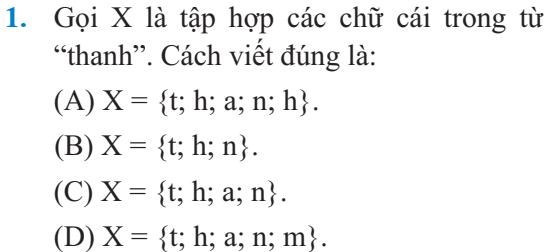 1. Gọi X là tập hợp các chữ cái trong từ
“thanh”. Cách viết đúng là:
(A) X = {t; h; a; n; h}.
(B) X = {t; h; n}.
(C) X = {t; h; a; n}.
(D) X = {t; h; a; n; m}.